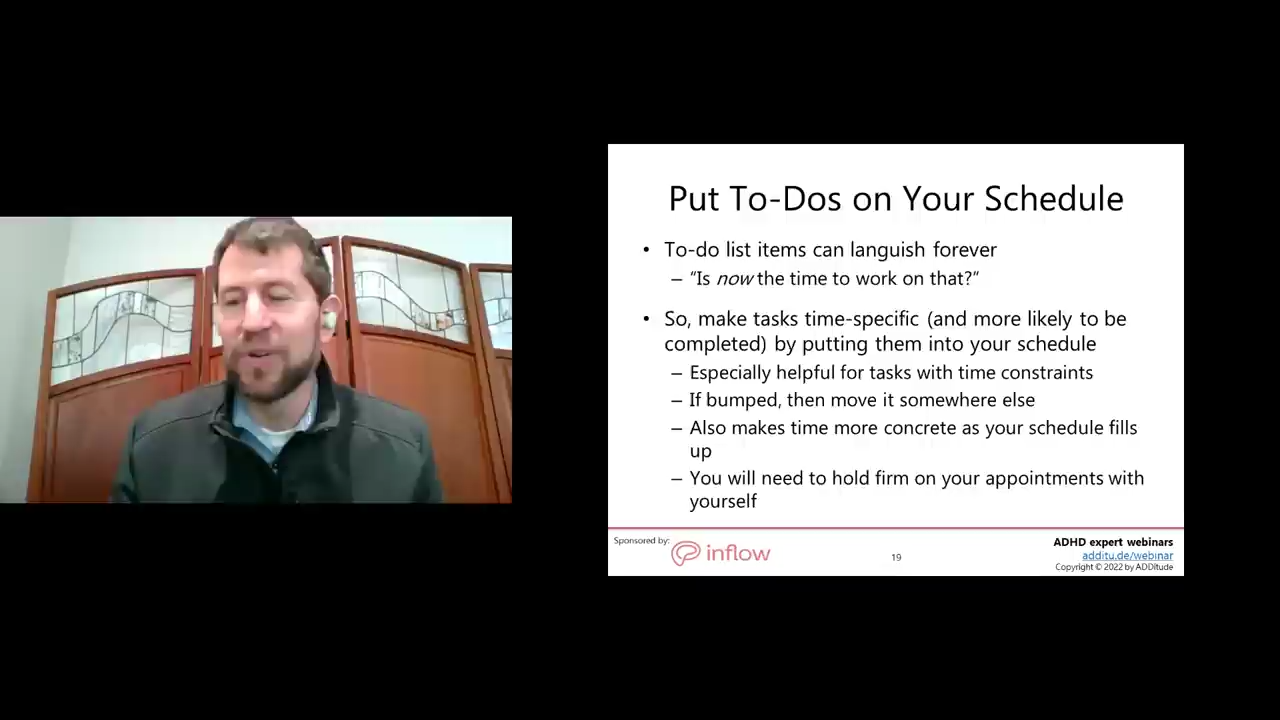 Put To-Dos on Your Schedule
• To-do list items can languish forever
– “Is now the time to work on that?”
• So, make tasks time-specific (and more likely to be
completed) by putting them into your schedule
– Especially helpful for tasks with time constraints
– If bumped, then move it somewhere else
– Also makes time more concrete as your schedule fills
up
– You will need to hold firm on your appointments with
yourself
Sponsored by:
inflow
19
ADHD expert webinars
additu.de/webinar
Copyright © 2022 by ADDitude